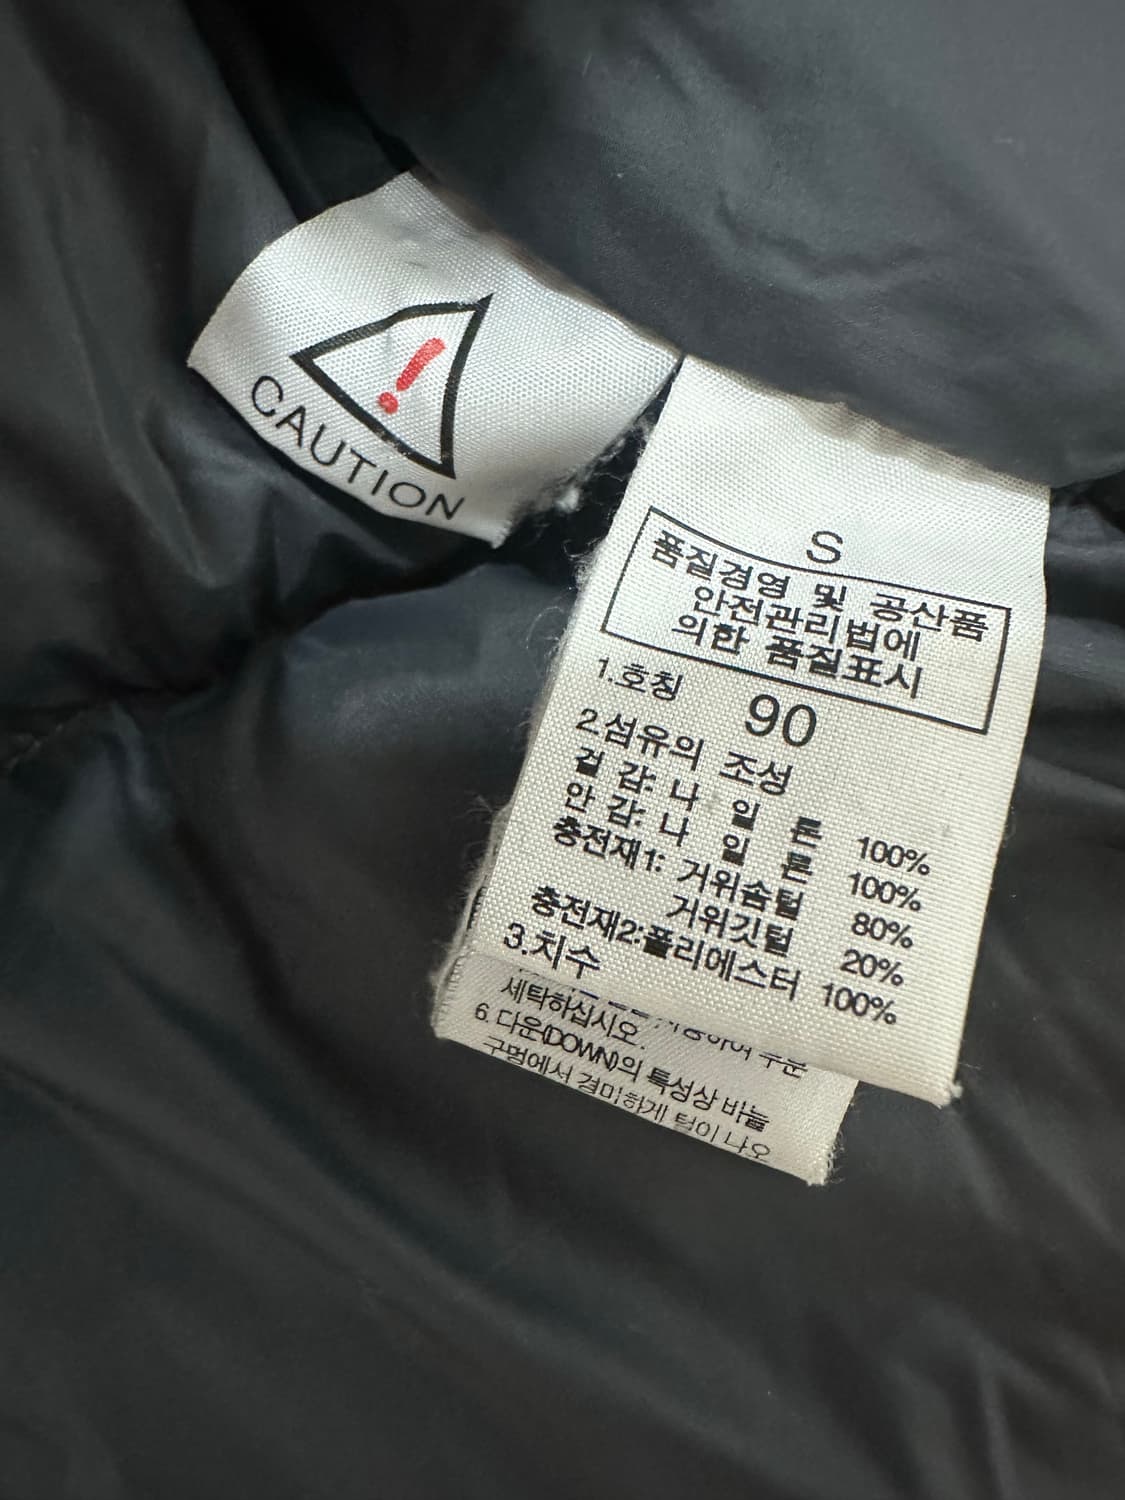 !
CAUTION
S
품질경영 및 공산품
안전관리법에
의한 품질표시
1.호칭 90
2.섬유의 조성
겉 감: 나 일 론 100%
안 감: 나 일 론 100%
충전재1: 거위솜털 80%
거위깃털 20%
충전재2:폴리에스터 100%
3.치수
세탁하십시오.
6. 다운(DOWN)의 특성상 바늘
구멍에서 경미하게 털이 나오